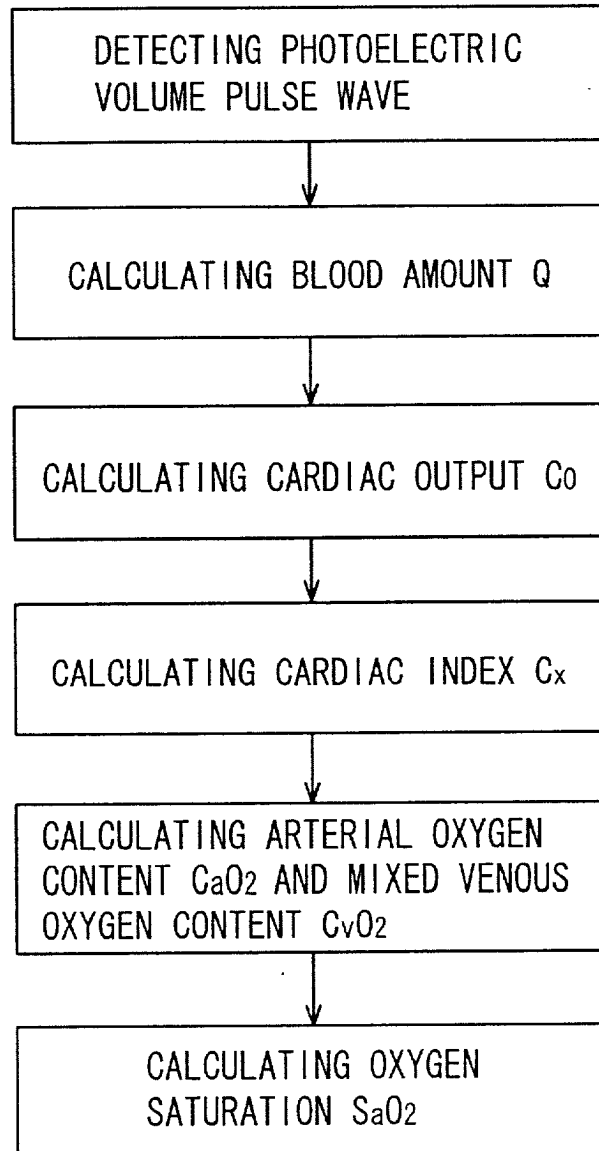 DETECTING PHOTOELECTRIC
VOLUME PULSE WAVE
CALCULATING BLOOD AMOUNT Q
CALCULATING CARDIAC OUTPUT C0
CALCULATING CARDIAC INDEX Cx
CALCULATING ARTERIAL OXYGEN
CONTENT CaO2 AND MIXED VENOUS
OXYGEN CONTENT CvO2
CALCULATING OXYGEN
SATURATION SaO2